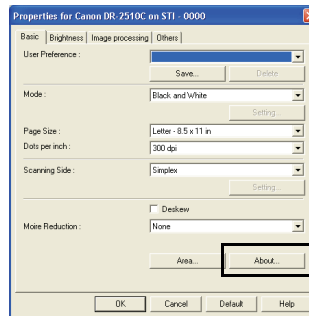 Properties for Canon DR-2510C on STI - 0000
Basic Brightness Image processing Others
User Preference :
Save... Delete
Mode : Black and White
Setting...
Page Size : Letter - 8.5 x 11 in
Dots per inch : 300 dpi
Scanning Side : Simplex
Setting...
Deskew
Moire Reduction : None
Area... About...
OK Cancel Default Help